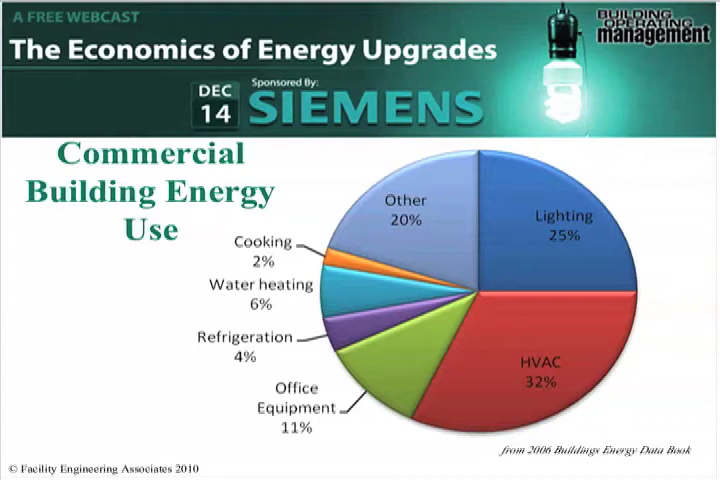 A FREE WEBCAST
The Economics of Energy Upgrades
BUILDING
OPERATING
management
DEC
14
Sponsored By:
SIEMENS
Commercial
Building Energy
Use
Other
20%
Lighting
25%
Cooking
2%
Water heating
6%
Refrigeration
4%
HVAC
32%
Office
Equipment
11%
from 2006 Buildings Energy Data Book
© Facility Engineering Associates 2010